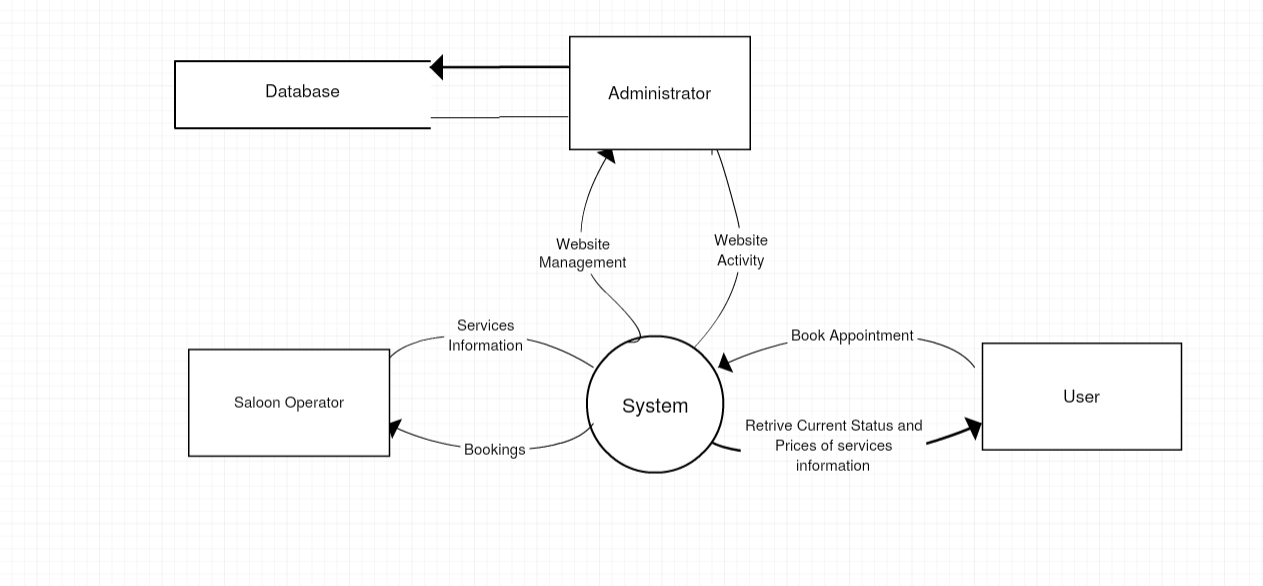 Database
Administrator
Website
Management
Website
Activity
Services
Information
Book Appointment
Saloon Operator
System
User
Bookings
Retrive Current Status and
Prices of services
information